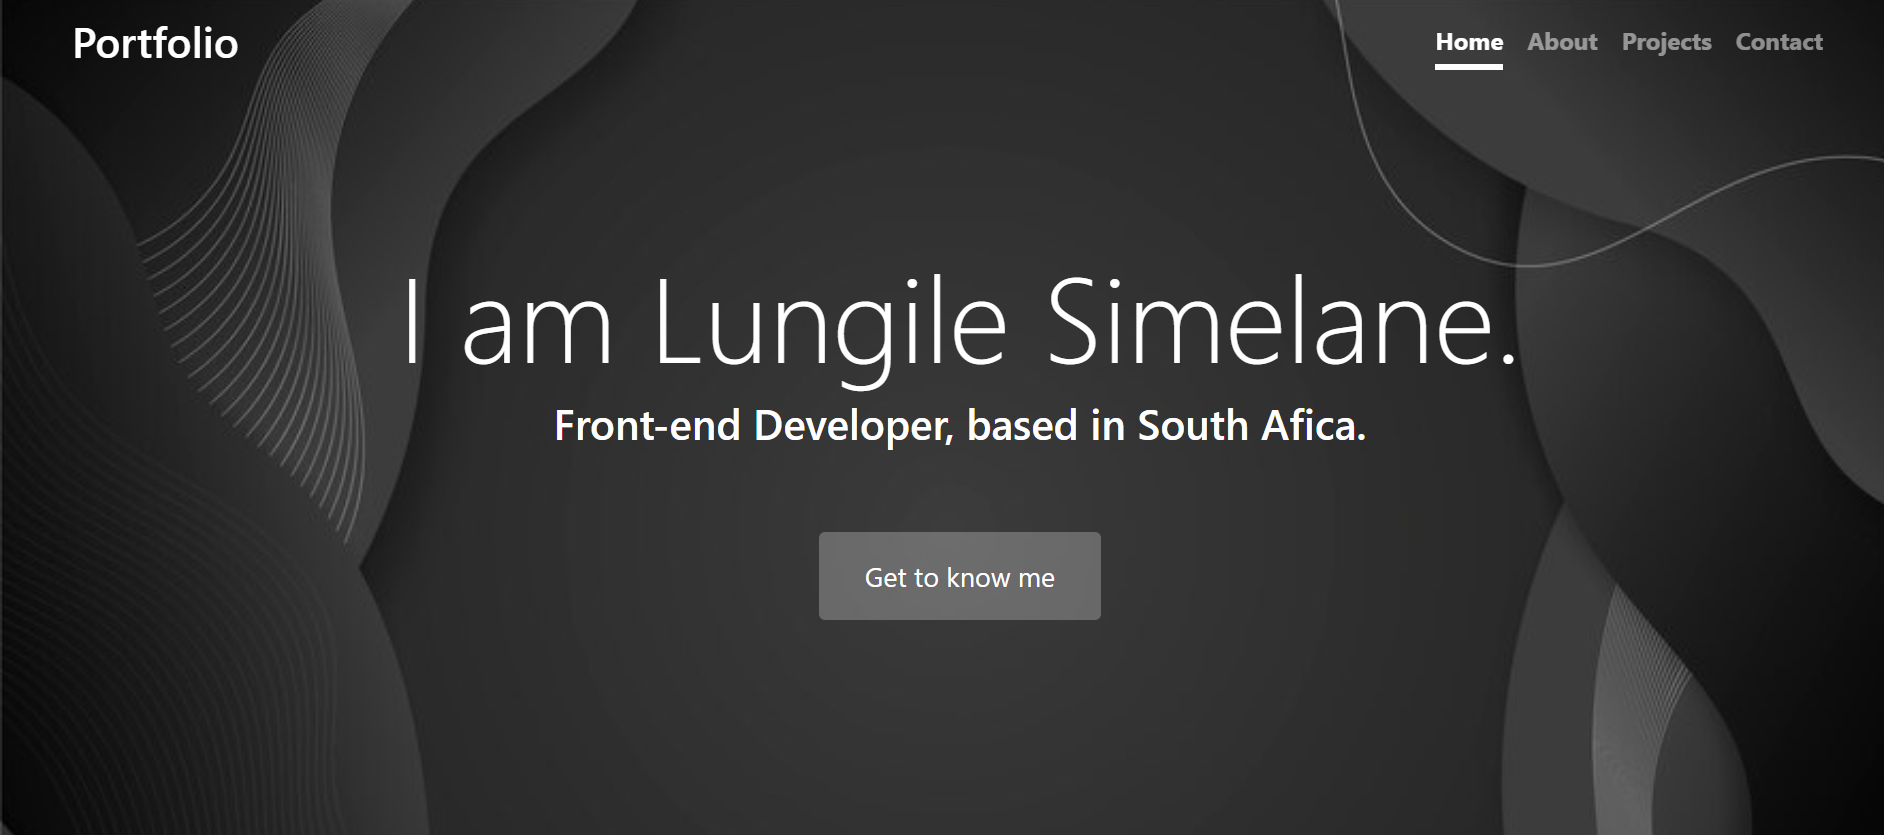 Portfolio
Home About Projects Contact
I am Lungile Simelane.
Front-end Developer, based in South Afica.
Get to know me